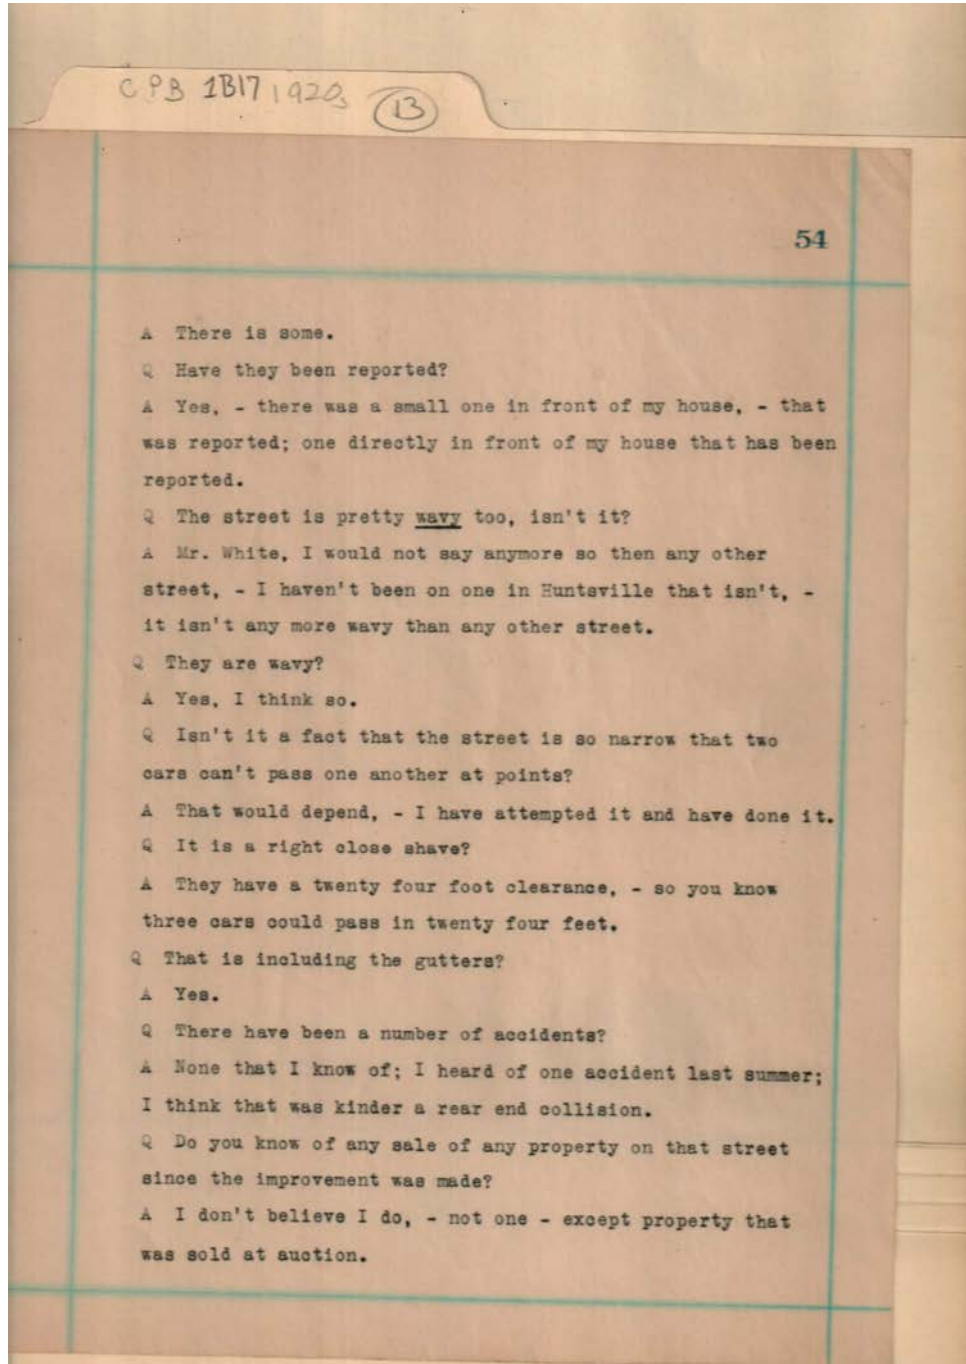 CPB 1B17 1920s 13
54
A There is some.
Q Have they been reported?
A Yes, - there was a small one in front of my house, - that
was reported; one directly in front of my house that has been
reported.
Q The street is pretty wavy too, isn't it?
A Mr. White, I would not say anymore so then any other
street, - I haven't been on one in Huntsville that isn't, -
it isn't any more wavy than any other street.
Q They are wavy?
A Yes, I think so.
Q Isn't it a fact that the street is so narrow that two
cars can't pass one another at points?
A That would depend, - I have attempted it and have done it.
Q It is a right close shave?
A They have a twenty four foot clearance, - so you know
three cars could pass in twenty four feet.
Q That is including the gutters?
A Yes.
Q There have been a number of accidents?
A None that I know of; I heard of one accident last summer;
I think that was kinder a rear end collision.
Q Do you know of any sale of any property on that street
since the improvement was made?
A I don't believe I do, - not one - except property that
was sold at auction.